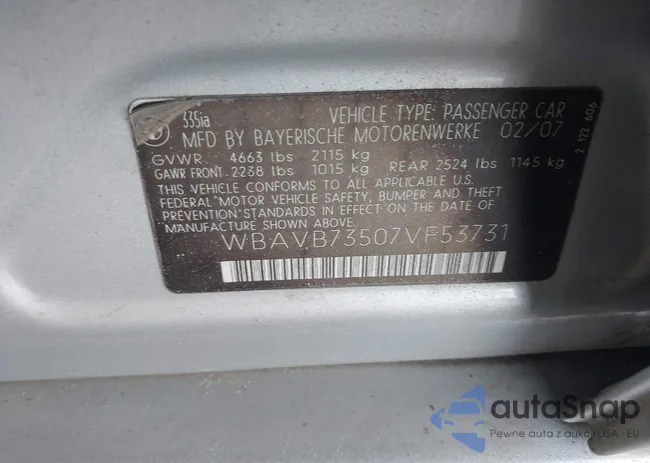 335ia
VEHICLE TYPE: PASSENGER CAR
MFD BY BAYERISCHE MOTORENWERKE 02/07
GVWR 4663 lbs 2115 kg
GAWR FRONT: 2238 lbs 1015 kg REAR 2524 lbs 1145 kg
THIS VEHICLE CONFORMS TO ALL APPLICABLE U.S.
FEDERAL MOTOR VEHICLE SAFETY, BUMPER AND THEFT
PREVENTION STANDARDS IN EFFECT ON THE DATE OF
MANUFACTURE SHOWN ABOVE.
WBAVB73507VF53731
2 122 606
autoSnap
Pewne auta z aukcji USA - EU